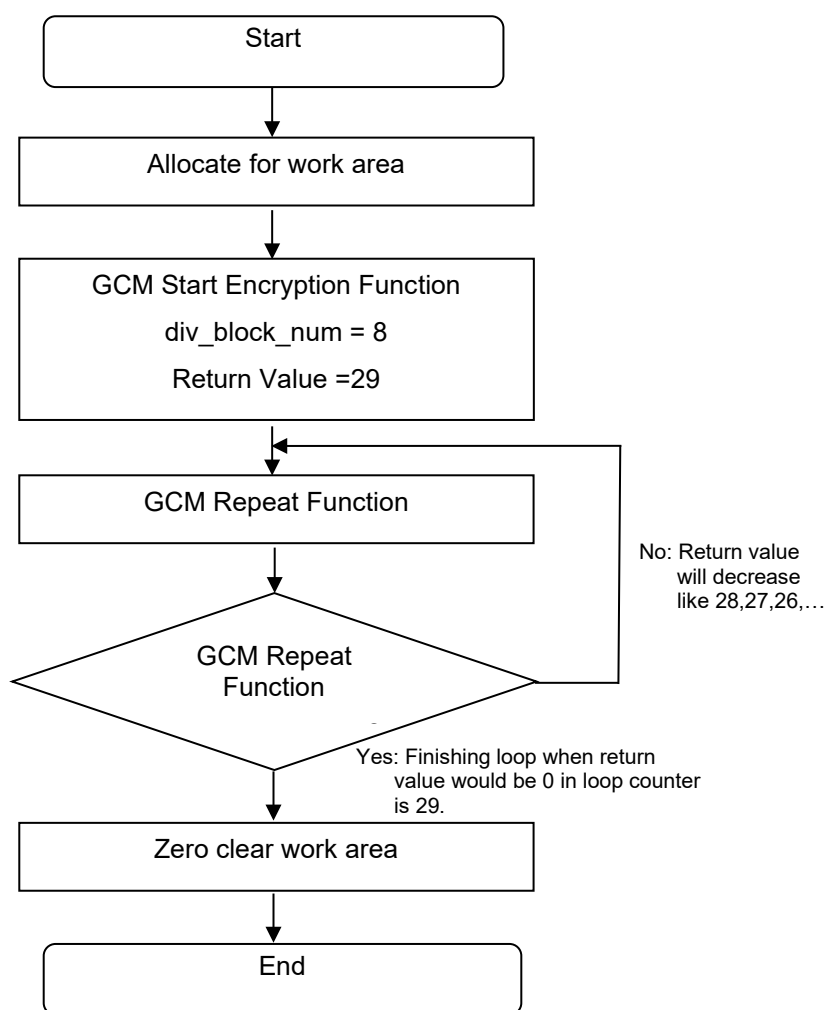 Start
Allocate for work area
GCM Start Encryption Function
div_block_num = 8
Return Value =29
GCM Repeat Function
No: Return value
will decrease
like 28,27,26,…
GCM Repeat
Function
Yes: Finishing loop when return
value would be 0 in loop counter
is 29.
Zero clear work area
End